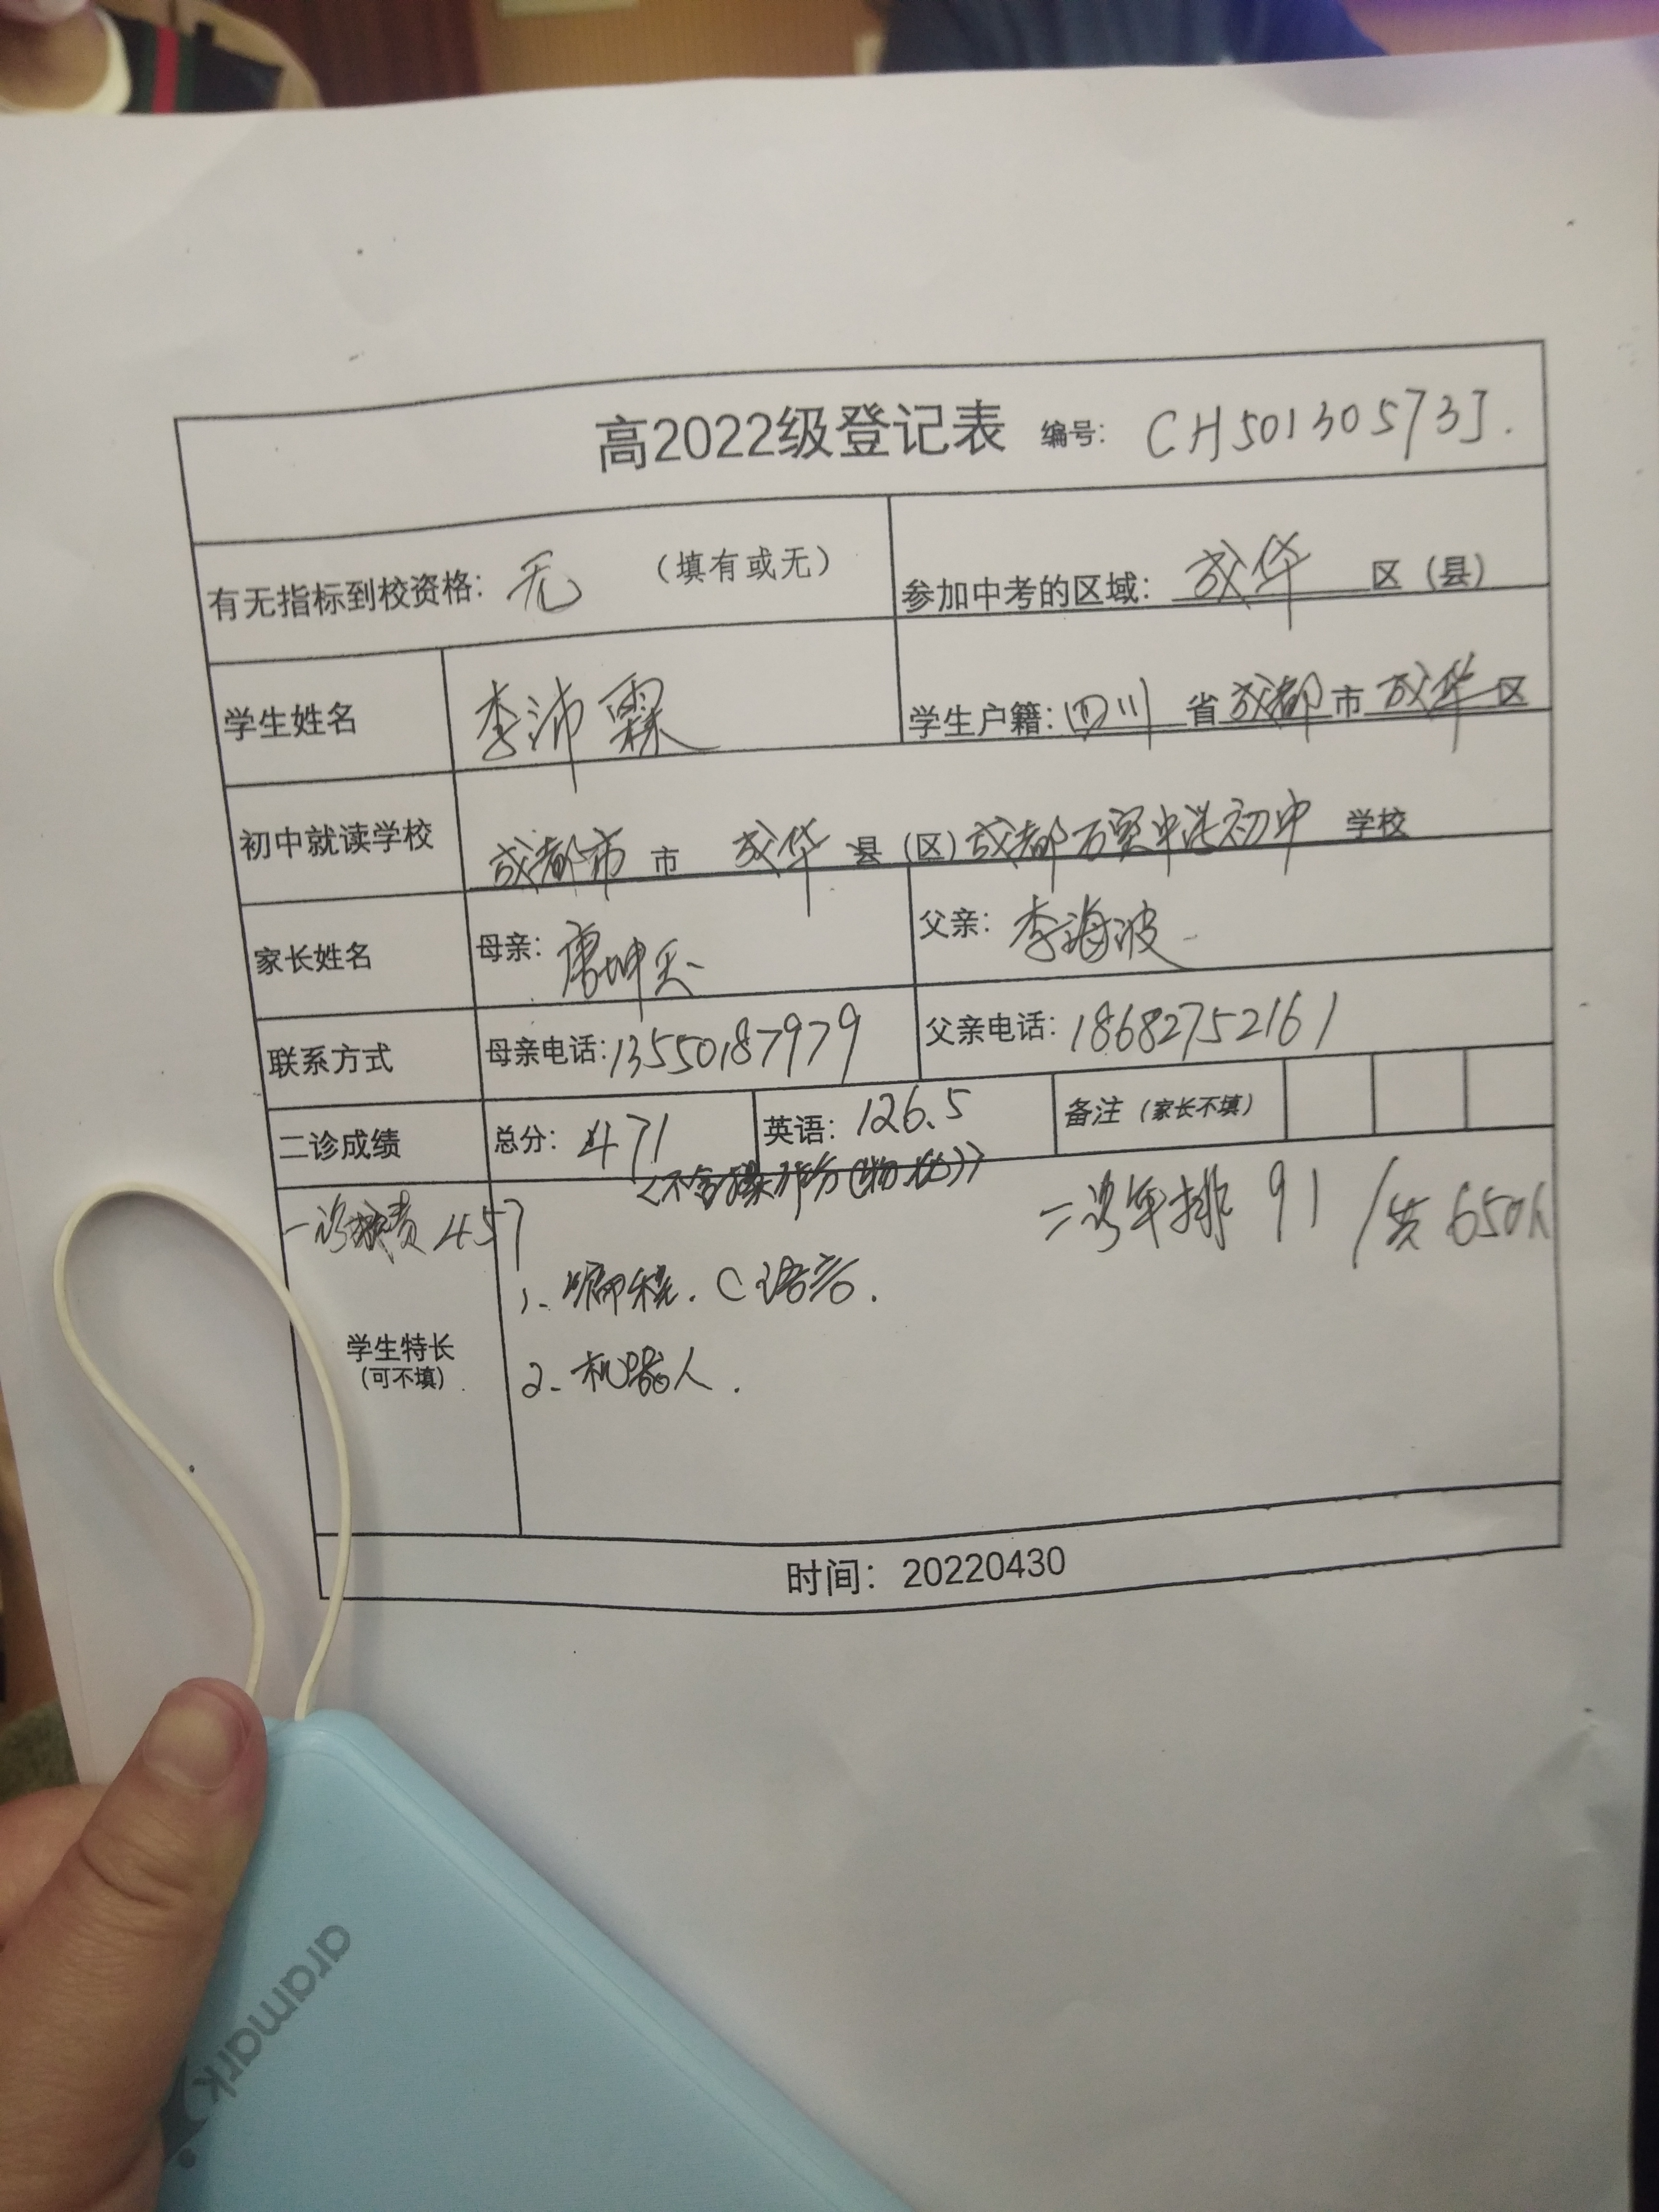 高2022级登记表 编号： CH50130573J.
有无指标到校资格：无 （填有或无） 参加中考的区域： 成华 区（县）
学生姓名 李沛霖 学生户籍：四川 省 成都 市 成华 区
初中就读学校 成都市 市 成华 县（区） 成都 初中 学校
家长姓名 母亲： 唐坤 父亲： 李海波
联系方式 母亲电话：13550187979 父亲电话：18682752161
二诊成绩 总分：471 英语：126.5 备注（家长不填）
（不含操作分（物、化））
一诊 457 二诊年排 91/共650人
学生特长
（可不填）
1、编程．C语言．
2、机器人．
时间：20220430
aramark